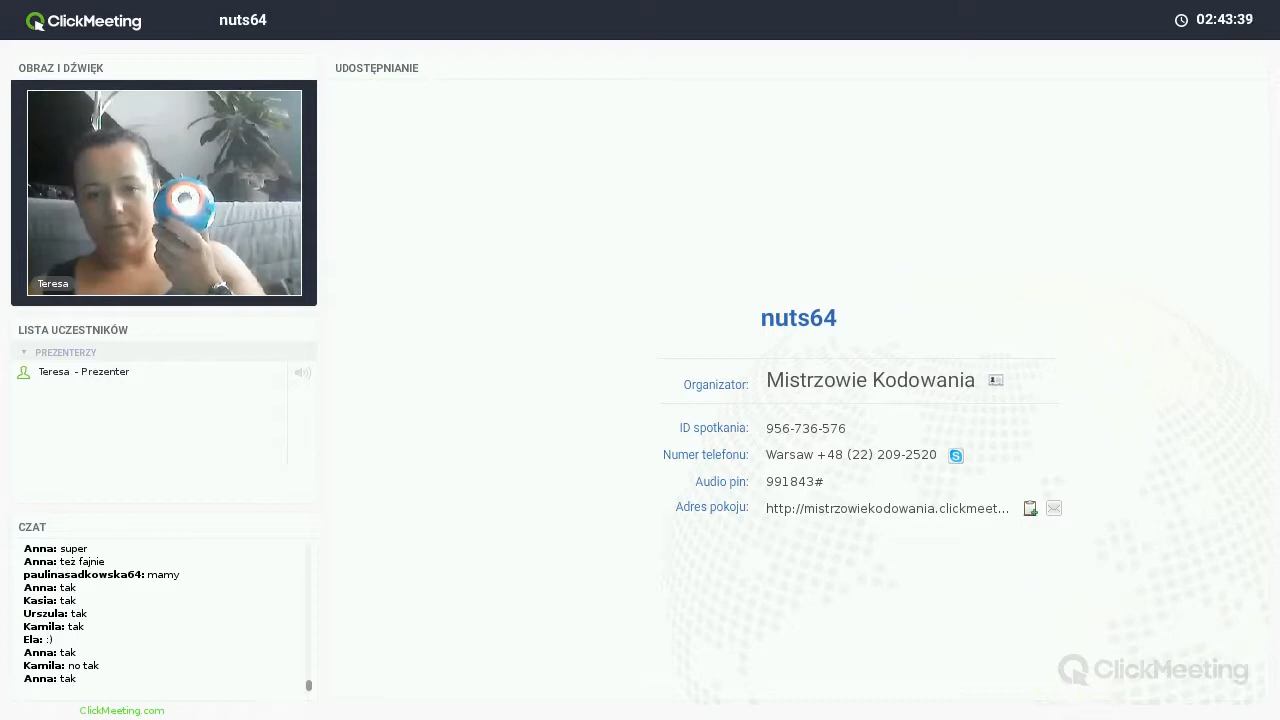 ClickMeeting
nuts64
02:43:39
OBRAZ I DŹWIĘK
Teresa
LISTA UCZESTNIKÓW
PREZENTERZY
Teresa - Prezenter
CZAT
Anna: super
Anna: też fajnie
paulinasadkowska64: mamy
Anna: tak
Kasia: tak
Urszula: tak
Kamila: tak
Ela: :)
Anna: tak
Kamila: no tak
Anna: tak
ClickMeeting.com
UDOSTĘPNIANIE
nuts64
Organizator: Mistrzowie Kodowania
ID spotkania: 956-736-576
Numer telefonu: Warsaw +48 (22) 209-2520
Audio pin: 991843#
Adres pokoju: http://mistrzowiekodowania.clickmeet...
ClickMeeting